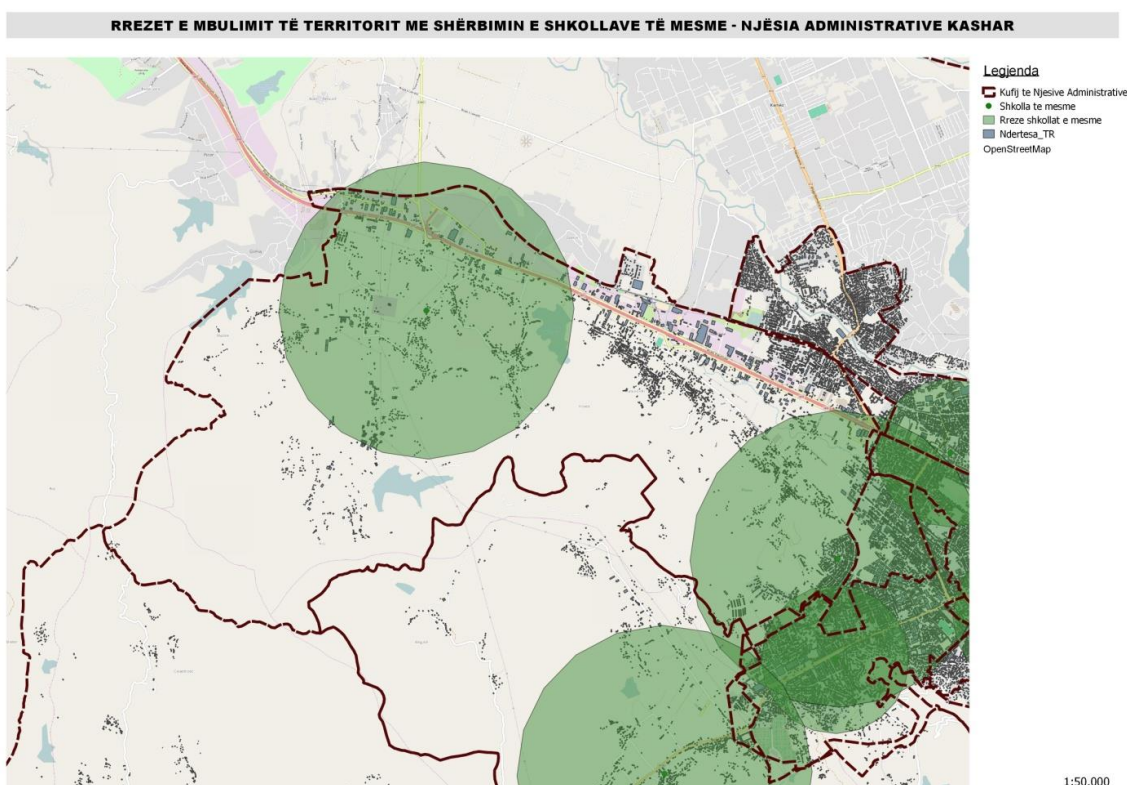 RREZET E MBULIMIT TË TERRITORIT ME SHËRBIMIN E SHKOLLAVE TË MESME - NJËSIA ADMINISTRATIVE KASHAR
Legjenda
Kufij te Njesive Administrative
Shkolla te mesme
Rreze shkollat e mesme
Ndertesa_TR
OpenStreetMap
1:50,000